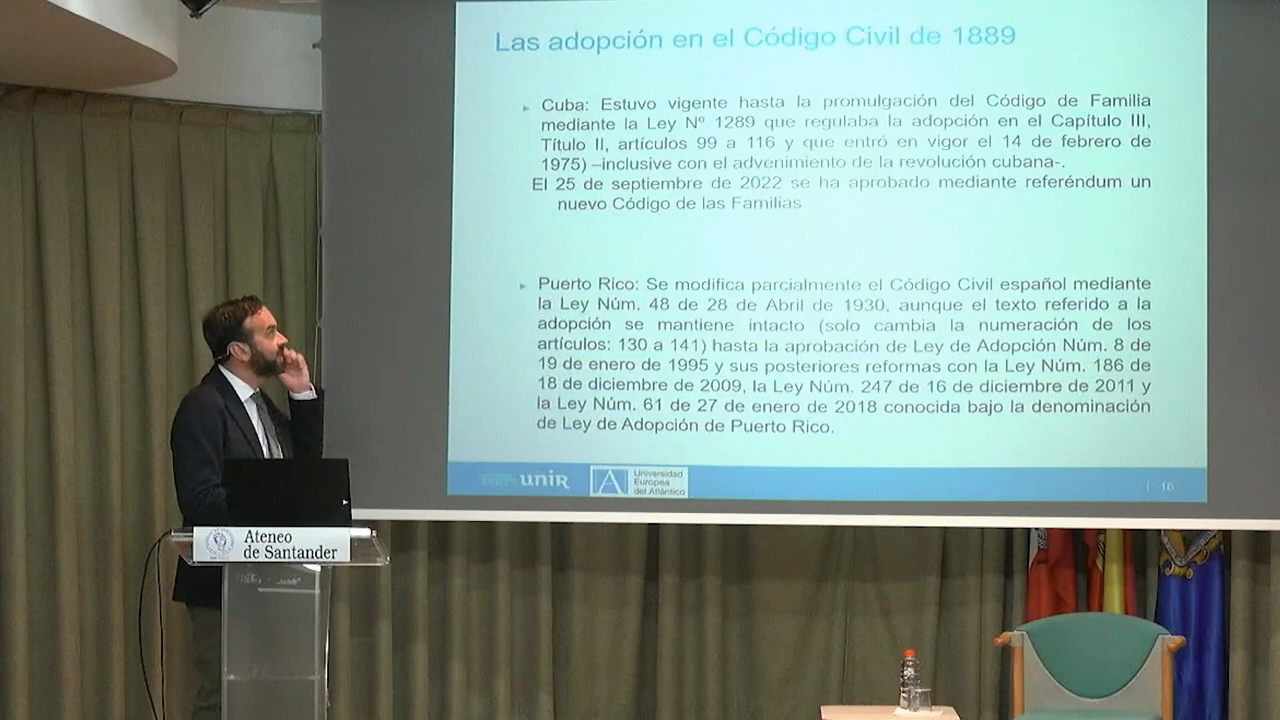 Las adopción en el Código Civil de 1889
Cuba: Estuvo vigente hasta la promulgación del Código de Familia
mediante la Ley Nº 1289 que regulaba la adopción en el Capítulo III,
Título II, artículos 99 a 116 y que entró en vigor el 14 de febrero de
1975) –inclusive con el advenimiento de la revolución cubana-.
El 25 de septiembre de 2022 se ha aprobado mediante referéndum un
nuevo Código de las Familias
Puerto Rico: Se modifica parcialmente el Código Civil español mediante
la Ley Núm. 48 de 28 de Abril de 1930, aunque el texto referido a la
adopción se mantiene intacto (solo cambia la numeración de los
artículos: 130 a 141) hasta la aprobación de Ley de Adopción Núm. 8 de
19 de enero de 1995 y sus posteriores reformas con la Ley Núm. 186 de
18 de diciembre de 2009, la Ley Núm. 247 de 16 de diciembre de 2011 y
la Ley Núm. 61 de 27 de enero de 2018 conocida bajo la denominación
de Ley de Adopción de Puerto Rico.
unir
Universidad
Europea
del Atlántico
16
Ateneo
de Santander